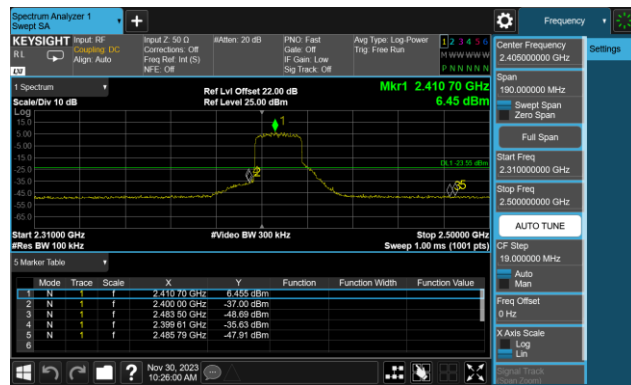 Spectrum Analyzer 1
Swept SA
Frequency
KEYSIGHT
RL
LXI
Input: RF
Coupling: DC
Align: Auto
Input Z: 50 Ω
Corrections: Off
Freq Ref: Int (S)
NFE: Off
#Atten: 20 dB
PNO: Fast
Gate: Off
IF Gain: Low
Sig Track: Off
Avg Type: Log-Power
Trig: Free Run
1 2 3 4 5 6
M W W W W W
P N N N N N
1 Spectrum
Scale/Div 10 dB
Ref Lvl Offset 22.00 dB
Ref Level 25.00 dBm
Mkr1 2.410 70 GHz
6.45 dBm
Log
15.0
5.00
-5.00
-15.0
-25.0
-35.0
-45.0
-55.0
-65.0
1
DL1 -23.55 dBm
Start 2.31000 GHz
#Res BW 100 kHz
#Video BW 300 kHz
Stop 2.50000 GHz
Sweep 1.00 ms (1001 pts)
5 Marker Table
Mode Trace Scale X Y Function Function Width Function Value
1 N 1 f 2.410 70 GHz 6.455 dBm
2 N 1 f 2.400 00 GHz -37.00 dBm
3 N 1 f 2.483 50 GHz -48.69 dBm
4 N 1 f 2.399 61 GHz -35.63 dBm
5 N 1 f 2.485 79 GHz -47.91 dBm
6
Nov 30, 2023
10:26:00 AM
Center Frequency
2.405000000 GHz
Settings
Span
190.000000 MHz
Swept Span
Zero Span
Full Span
Start Freq
2.310000000 GHz
Stop Freq
2.500000000 GHz
AUTO TUNE
CF Step
19.000000 MHz
Auto
Man
Freq Offset
0 Hz
X Axis Scale
Log
Lin
Signal Track
(Span Zoom)